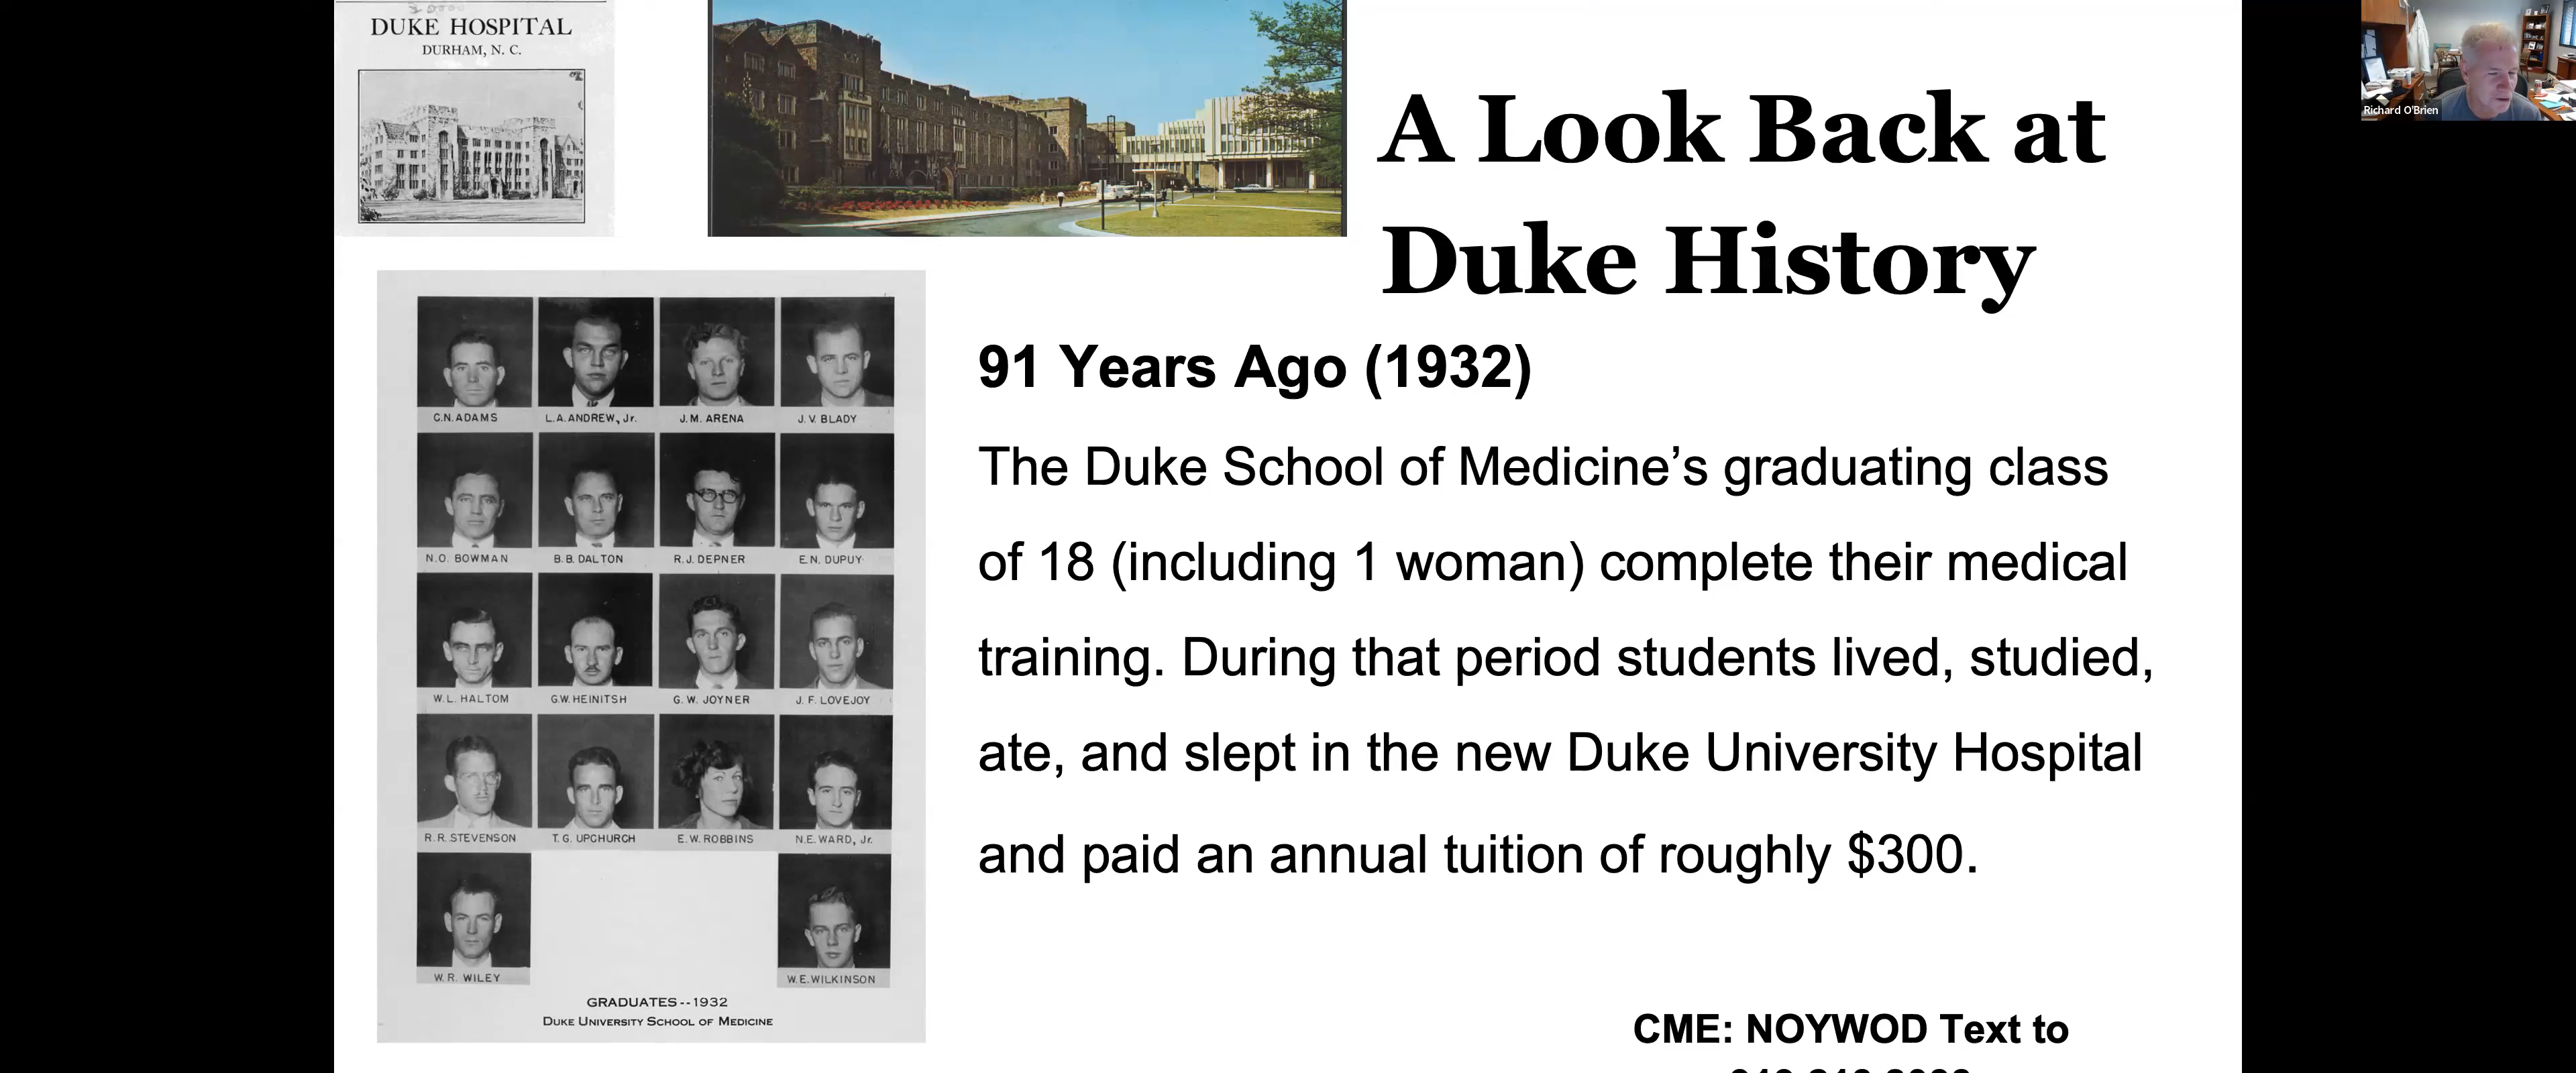 DUKE HOSPITAL
DURHAM, N. C.
A Look Back at
Duke History
Richard O'Brien
91 Years Ago (1932)
The Duke School of Medicine’s graduating class
of 18 (including 1 woman) complete their medical
training. During that period students lived, studied,
ate, and slept in the new Duke University Hospital
and paid an annual tuition of roughly $300.
C.N. ADAMS L.A. ANDREW, Jr. J.M. ARENA J.V. BLADY
N.O. BOWMAN B.B. DALTON R.J. DEPNER E.N. DUPUY
W.L. HALTOM G.W. HEINITSH G.W. JOYNER J.F. LOVEJOY
R.R. STEVENSON T.G. UPCHURCH E.W. ROBBINS N.E. WARD, Jr.
W.R. WILEY W.E. WILKINSON
GRADUATES--1932
DUKE UNIVERSITY SCHOOL OF MEDICINE
CME: NOYWOD Text to